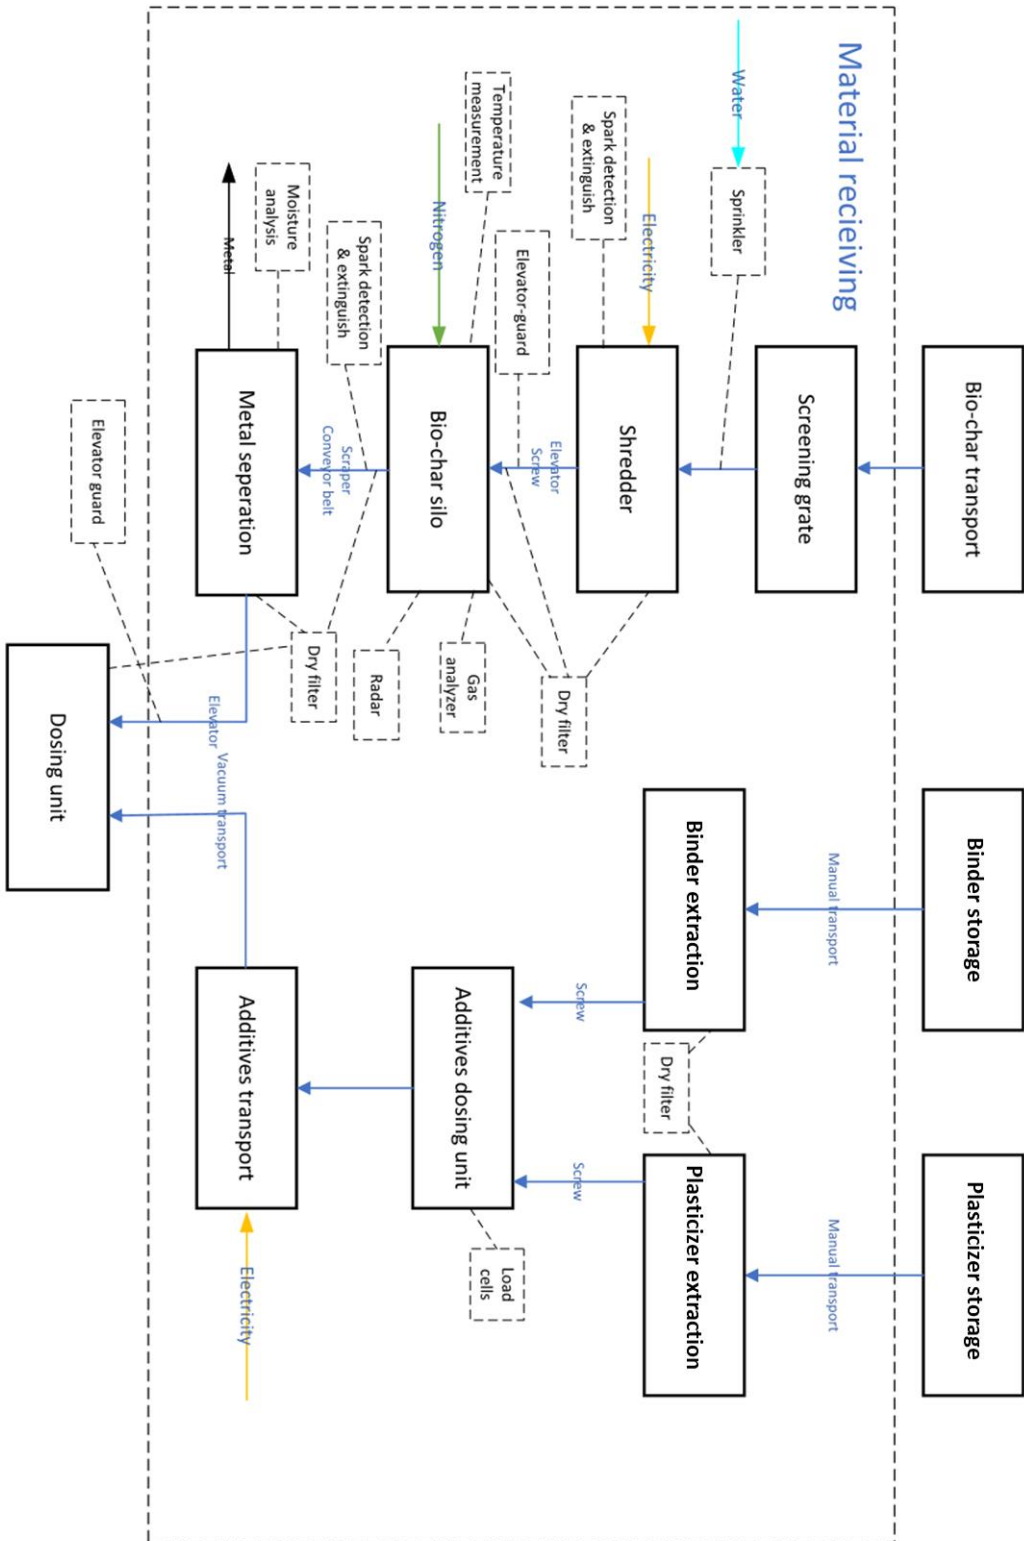 Material recieiving
Bio-char transport
Binder storage
Plasticizer storage
Water
Sprinkler
Screening grate
Manual transport
Manual transport
Electricity
Spark detection
& extinguish
Shredder
Binder extraction
Dry filter
Plasticizer extraction
Elevator-guard
Elevator
Screw
Dry filter
Screw
Screw
Temperature
measurement
Nitrogen
Bio-char silo
Gas
analyzer
Radar
Additives dosing unit
Load
cells
Spark detection
& extinguish
Scraper
Conveyor belt
Dry filter
Moisture
analysis
Metal
Metal seperation
Elevator
Vacuum transport
Additives transport
Electricity
Elevator guard
Dosing unit